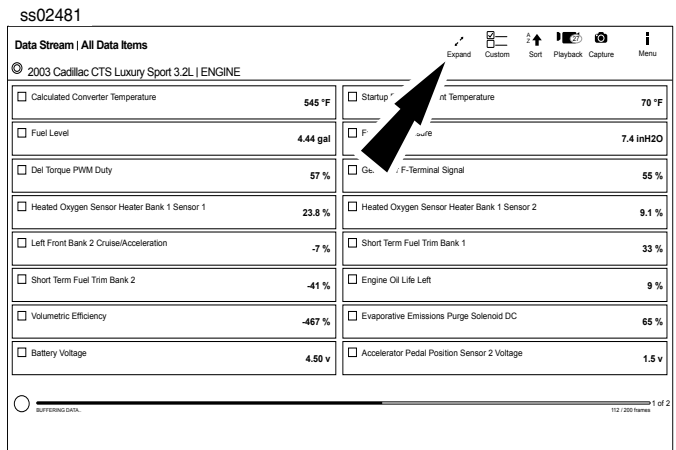 ss02481
Data Stream | All Data Items
Expand
Custom
A
Z
Sort
27
Playback
Capture
Menu
2003 Cadillac CTS Luxury Sport 3.2L | ENGINE
Calculated Converter Temperature 545 °F
Startup nt Temperature 70 °F
Fuel Level 4.44 gal
F ure 7.4 inH2O
Del Torque PWM Duty 57 %
Ge F-Terminal Signal 55 %
Heated Oxygen Sensor Heater Bank 1 Sensor 1 23.8 %
Heated Oxygen Sensor Heater Bank 1 Sensor 2 9.1 %
Left Front Bank 2 Cruise/Acceleration -7 %
Short Term Fuel Trim Bank 1 33 %
Short Term Fuel Trim Bank 2 -41 %
Engine Oil Life Left 9 %
Volumetric Efficiency -467 %
Evaporative Emissions Purge Solenoid DC 65 %
Battery Voltage 4.50 v
Accelerator Pedal Position Sensor 2 Voltage 1.5 v
BUFFERING DATA..
1 of 2
112 / 200 frames